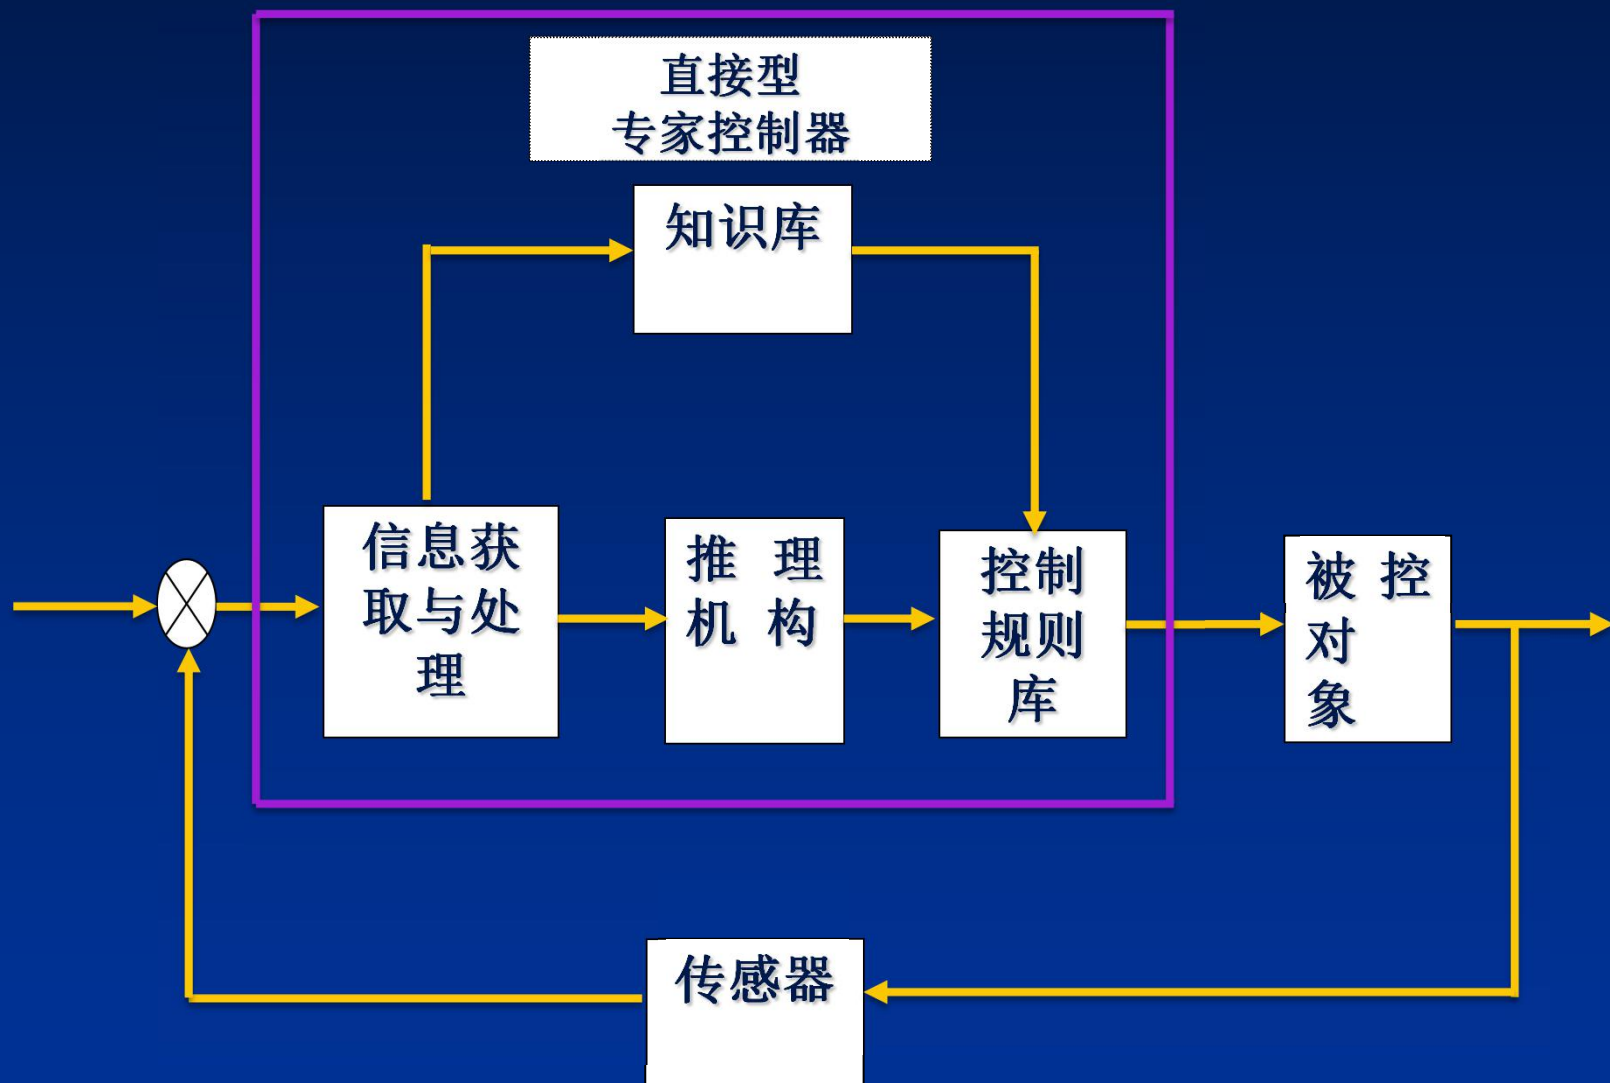 直接型
专家控制器
知识库
信息获
取与处
理
推 理
机 构
控制
规则
库
被 控
对
象
传感器